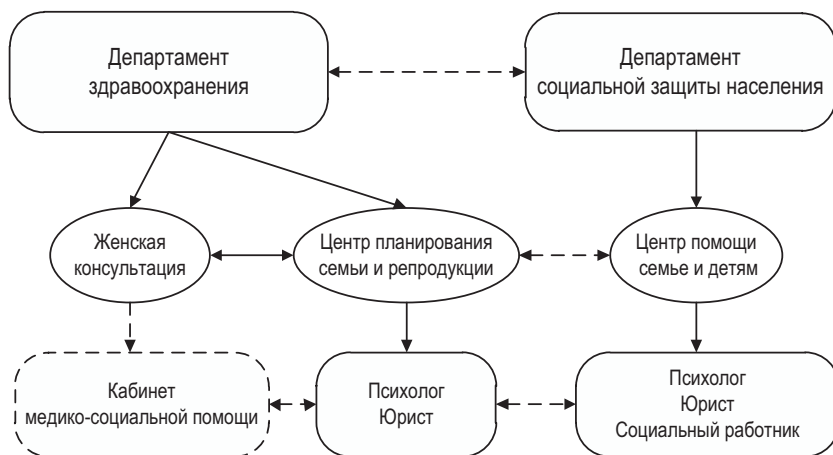 Департамент
здравоохранения
Департамент
социальной защиты населения
Женская
консультация
Центр планирования
семьи и репродукции
Центр помощи
семье и детям
Кабинет
медико-социальной помощи
Психолог
Юрист
Психолог
Юрист
Социальный работник